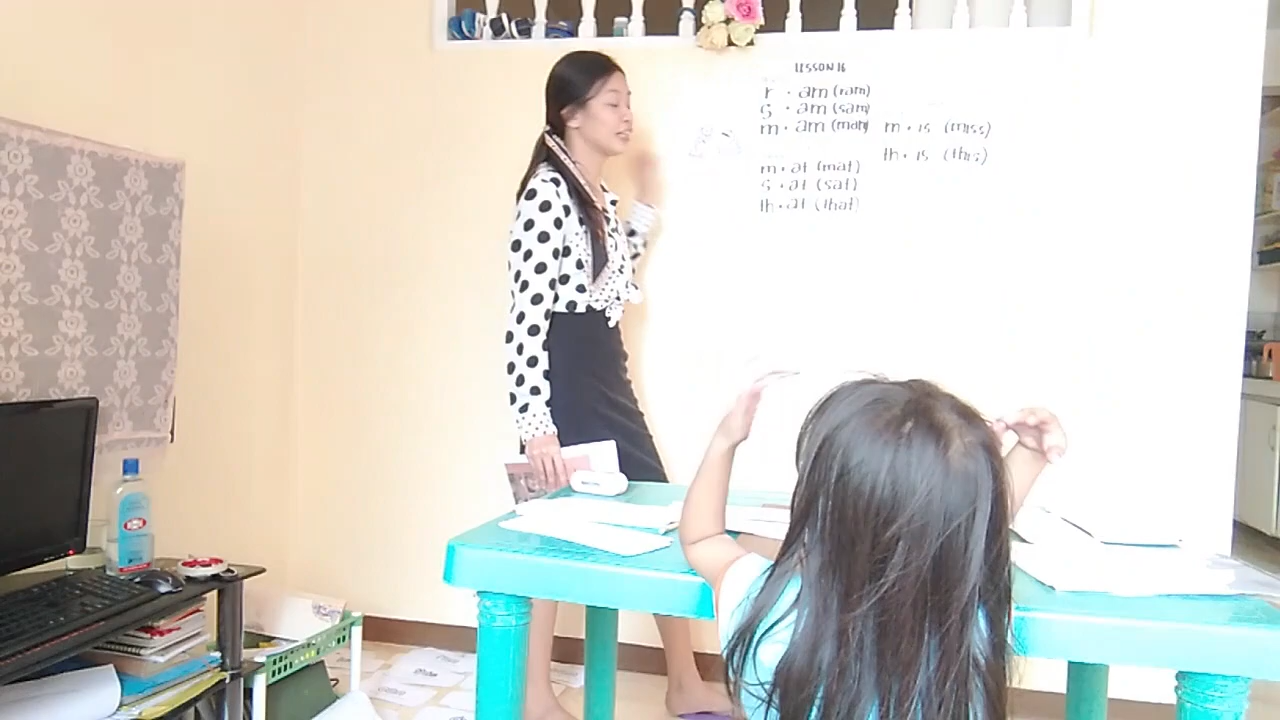 LESSON 16
r • am (ram)
s • am (sam)
m • am (mam) m • is (miss)
th • is (this)
m • at (mat)
s • at (sat)
th • at (that)